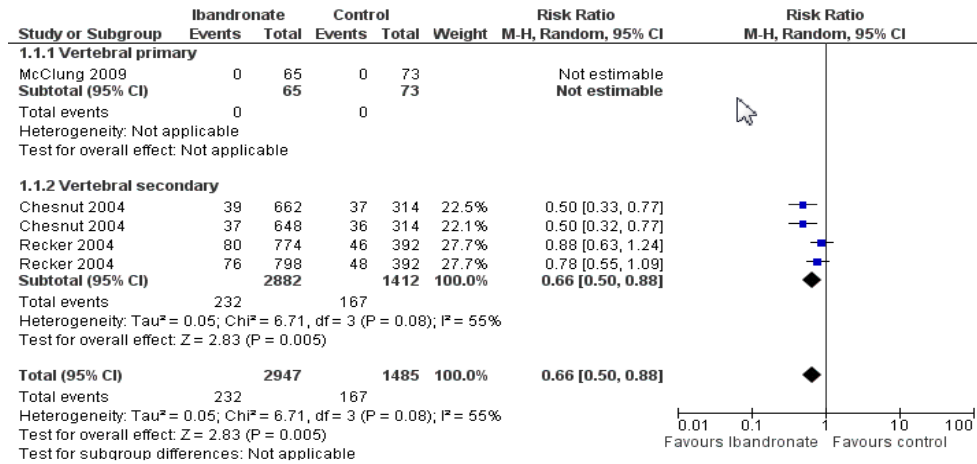 Ibandronate Control Risk Ratio Risk Ratio
Study or Subgroup Events Total Events Total Weight M-H, Random, 95% CI M-H, Random, 95% CI
1.1.1 Vertebral primary
McClung 2009 0 65 0 73 Not estimable
Subtotal (95% CI) 65 73 Not estimable
Total events 0 0
Heterogeneity: Not applicable
Test for overall effect: Not applicable
1.1.2 Vertebral secondary
Chesnut 2004 39 662 37 314 22.5% 0.50 [0.33, 0.77]
Chesnut 2004 37 648 36 314 22.1% 0.50 [0.32, 0.77]
Recker 2004 80 774 46 392 27.7% 0.88 [0.63, 1.24]
Recker 2004 76 798 48 392 27.7% 0.78 [0.55, 1.09]
Subtotal (95% CI) 2882 1412 100.0% 0.66 [0.50, 0.88]
Total events 232 167
Heterogeneity: Tau² = 0.05; Chi² = 6.71, df = 3 (P = 0.08); I² = 55%
Test for overall effect: Z = 2.83 (P = 0.005)
Total (95% CI) 2947 1485 100.0% 0.66 [0.50, 0.88]
Total events 232 167
Heterogeneity: Tau² = 0.05; Chi² = 6.71, df = 3 (P = 0.08); I² = 55%
Test for overall effect: Z = 2.83 (P = 0.005)
Test for subgroup differences: Not applicable
0.01 0.1 1 10 100
Favours Ibandronate Favours control